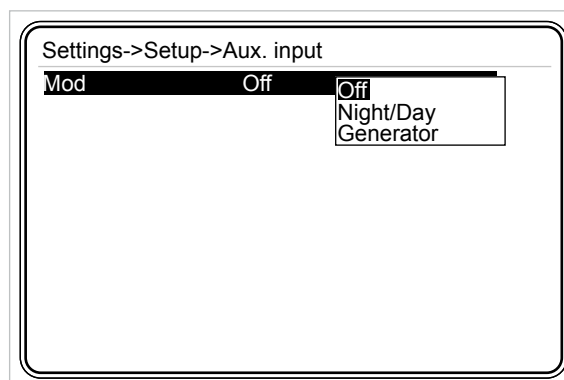 Settings->Setup->Aux. input
Mod Off
Off
Night/Day
Generator